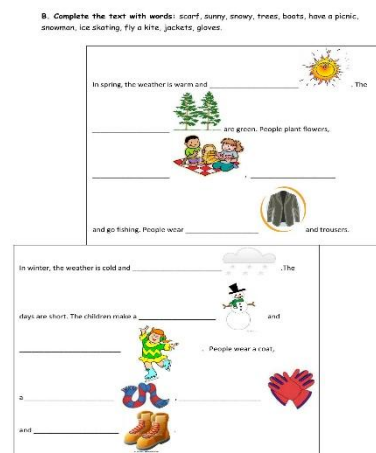 B. Complete the text with words: scarf, sunny, snowy, trees, boots, have a picnic,
snowman, ice skating, fly a kite, jackets, gloves.
In spring, the weather is warm and ____________________ . The
____________________ are green. People plant flowers,
____________________ , ____________________
and go fishing. People wear ____________________ and trousers.
In winter, the weather is cold and ____________________ .The
days are short. The children make a ____________________ and
____________________ . People wear a coat,
a____________________ , ____________________
and ____________________ .